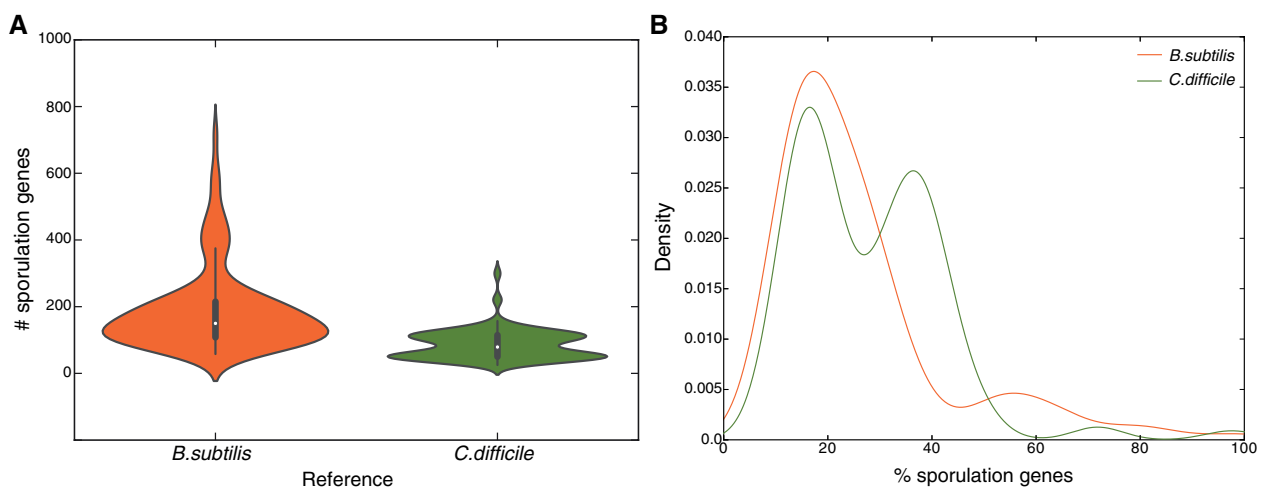 A
1000
800
600
400
200
0
# sporulation genes
B.subtilis
C.difficile
Reference
B
0.040
0.035
0.030
0.025
0.020
0.015
0.010
0.005
0.0
Density
B.subtilis
C.difficile
0 20 40 60 80 100
% sporulation genes